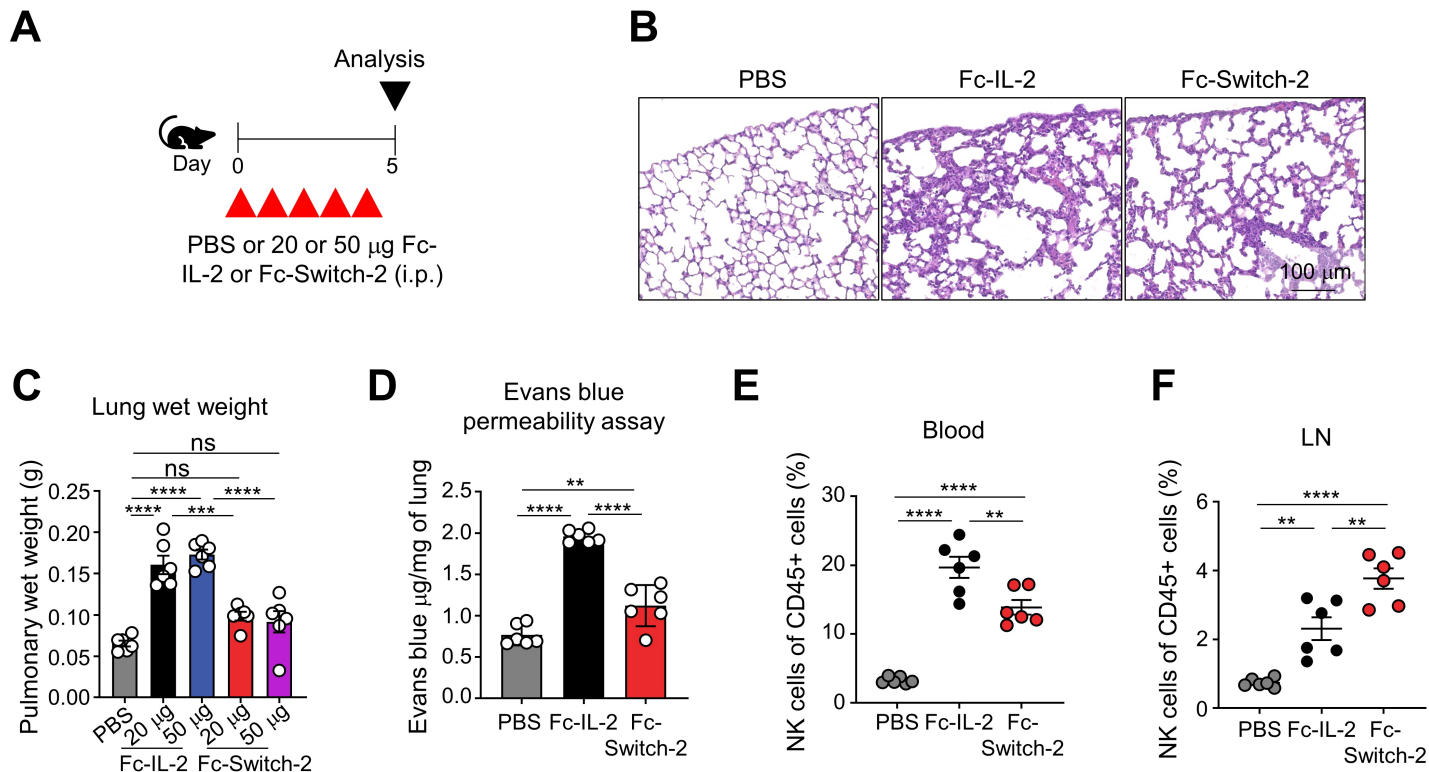 A
Analysis
Day
0
5
PBS or 20 or 50 μg Fc-
IL-2 or Fc-Switch-2 (i.p.)
B
PBS
Fc-IL-2
Fc-Switch-2
100 μm
C
Lung wet weight
ns
ns
**** ****
**** ***
Pulmonary wet weight (g)
0.25
0.20
0.15
0.10
0.05
0.00
PBS
20 μg
50 μg
20 μg
50 μg
Fc-IL-2 Fc-Switch-2
D
Evans blue
permeability assay
**
**** ****
Evans blue μg/mg of lung
2.5
2.0
1.5
1.0
0.5
0.0
PBS Fc-IL-2 Fc-
Switch-2
E
Blood
****
**** **
NK cells of CD45+ cells (%)
30
20
10
0
PBS Fc-IL-2 Fc-
Switch-2
F
LN
****
** **
NK cells of CD45+ cells (%)
6
4
2
0
PBS Fc-IL-2 Fc-
Switch-2